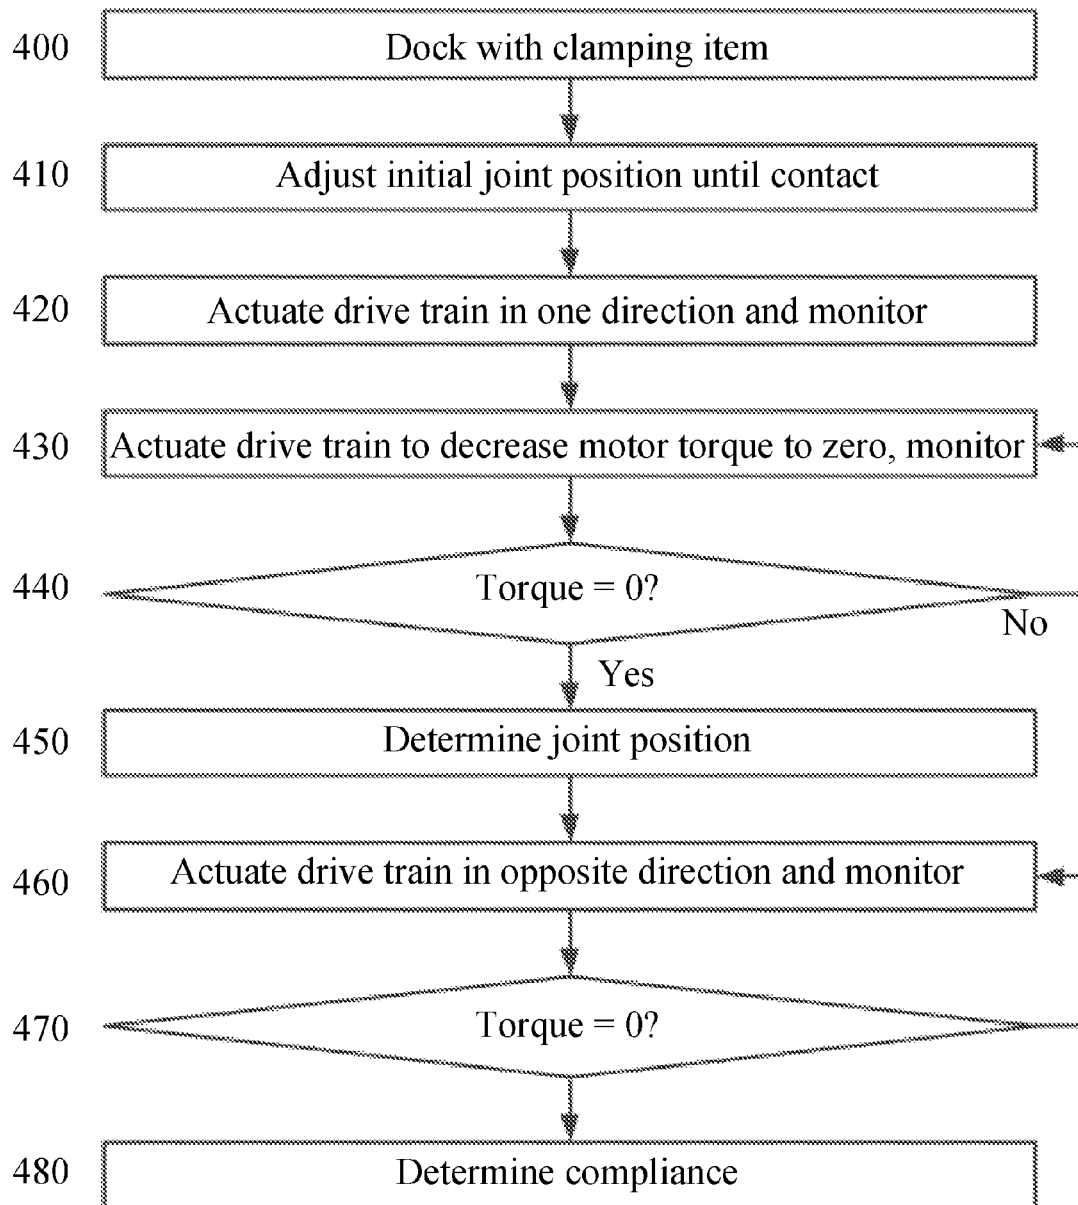 400 Dock with clamping item
410 Adjust initial joint position until contact
420 Actuate drive train in one direction and monitor
430 Actuate drive train to decrease motor torque to zero, monitor
440 Torque = 0?
No
Yes
450 Determine joint position
460 Actuate drive train in opposite direction and monitor
470 Torque = 0?
480 Determine compliance